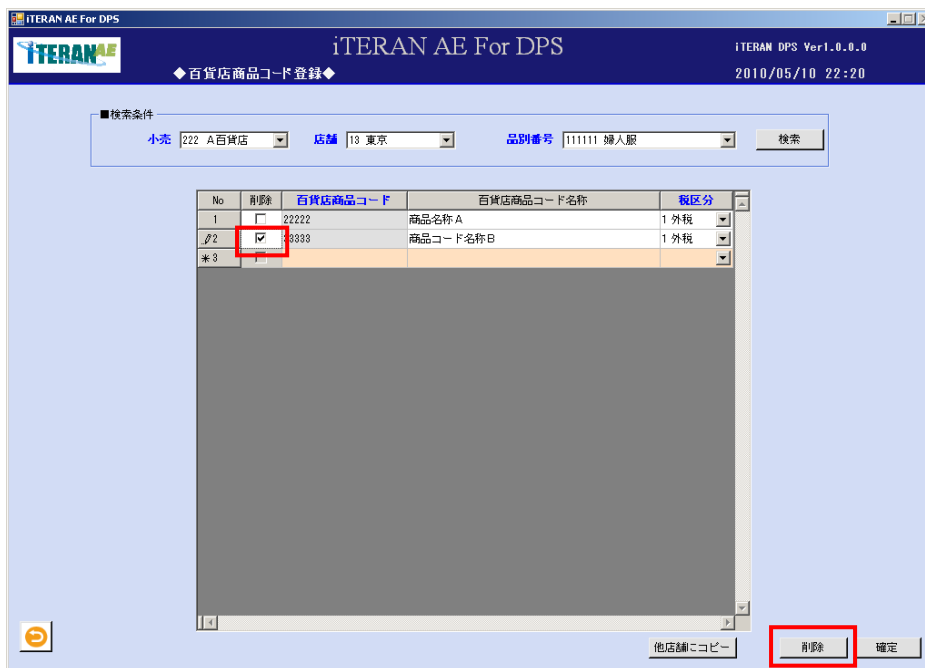 iTERAN AE For DPS
iTERAN AE
iTERAN AE For DPS
iTERAN DPS Ver1.0.0.0
◆百貨店商品コード登録◆
2010/05/10 22:20
■検索条件
小売 222 A百貨店 店舗 13 東京 品別番号 111111 婦人服 検索
No 削除 百貨店商品コード 百貨店商品コード名称 税区分
1 22222 商品名称A 1 外税
2 33333 商品コード名称B 1 外税
* 3
他店舗にコピー 削除 確定